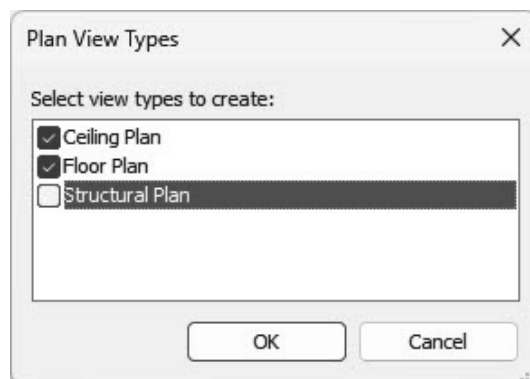 Plan View Types
Select view types to create:
Ceiling Plan
Floor Plan
Structural Plan
OK Cancel